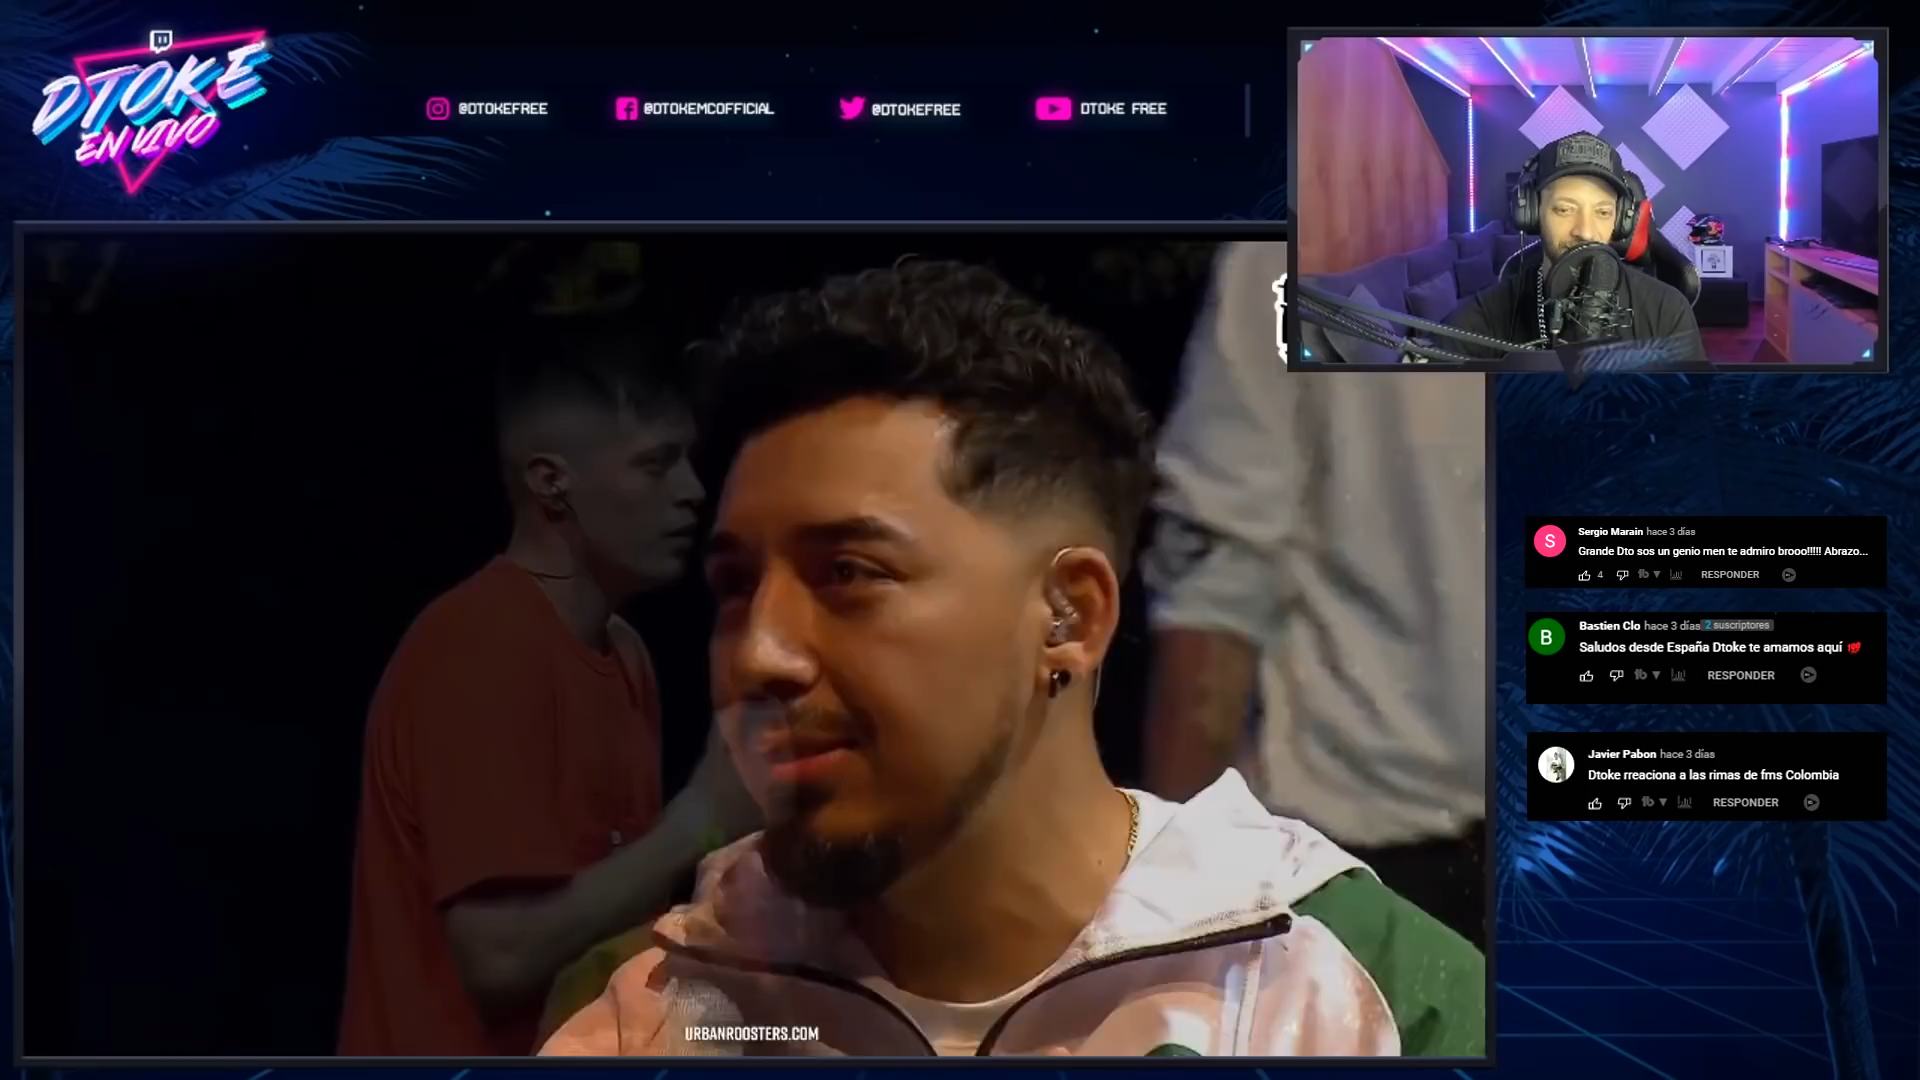 DTOKE
EN VIVO
@DTOKEFREE
@DTOKEMCOFFICIAL
@DTOKEFREE
DTOKE FREE
Sergio Marain hace 3 días
Grande Dto sos un genio men te admiro brooo!!!!! Abrazo...
4
RESPONDER
Bastien Clo hace 3 días 2 suscriptores
Saludos desde España Dtoke te amamos aquí 💯
RESPONDER
Javier Pabon hace 3 días
Dtoke rreaciona a las rimas de fms Colombia
RESPONDER
URBANROOSTERS.COM